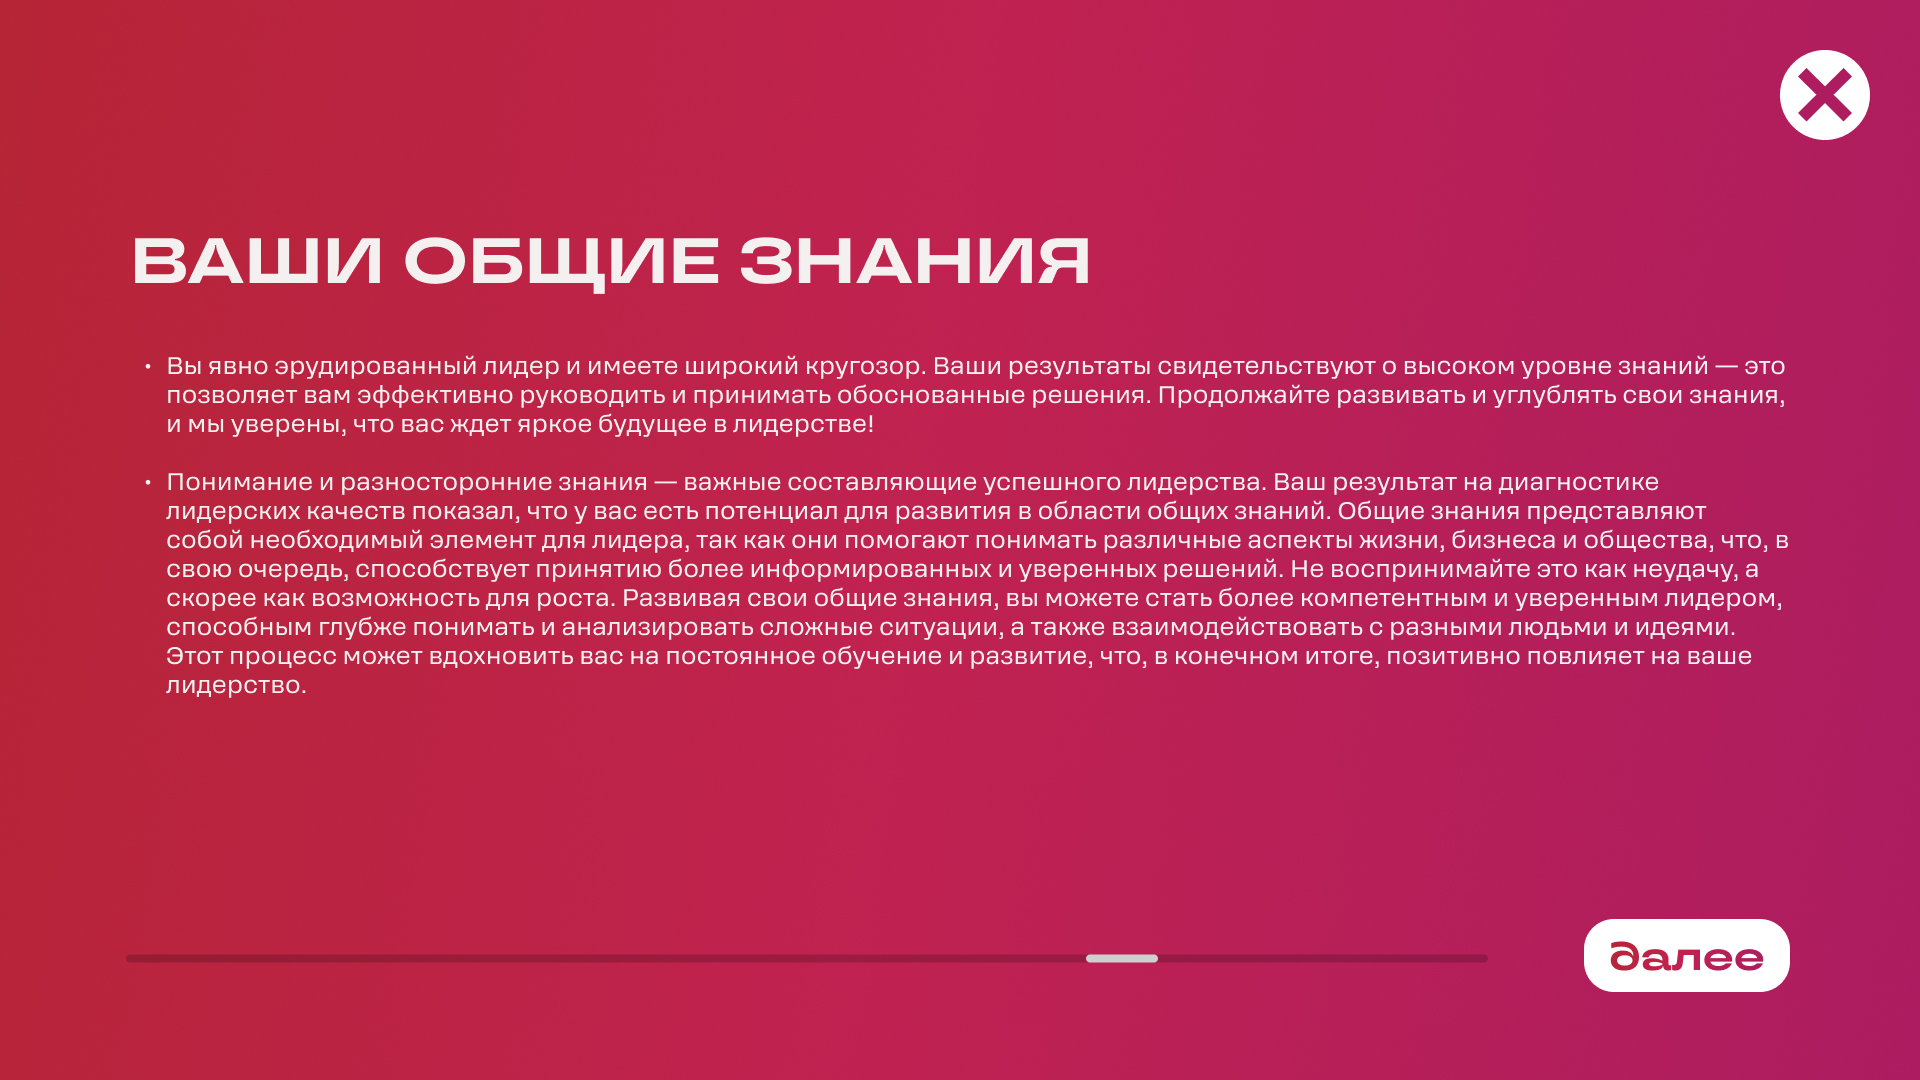 ВАШИ ОБЩИЕ ЗНАНИЯ
• Вы явно эрудированный лидер и имеете широкий кругозор. Ваши результаты свидетельствуют о высоком уровне знаний — это
позволяет вам эффективно руководить и принимать обоснованные решения. Продолжайте развивать и углублять свои знания,
и мы уверены, что вас ждет яркое будущее в лидерстве!
• Понимание и разносторонние знания — важные составляющие успешного лидерства. Ваш результат на диагностике
лидерских качеств показал, что у вас есть потенциал для развития в области общих знаний. Общие знания представляют
собой необходимый элемент для лидера, так как они помогают понимать различные аспекты жизни, бизнеса и общества, что, в
свою очередь, способствует принятию более информированных и уверенных решений. Не воспринимайте это как неудачу, а
скорее как возможность для роста. Развивая свои общие знания, вы можете стать более компетентным и уверенным лидером,
способным глубже понимать и анализировать сложные ситуации, а также взаимодействовать с разными людьми и идеями.
Этот процесс может вдохновить вас на постоянное обучение и развитие, что, в конечном итоге, позитивно повлияет на ваше
лидерство.
далее